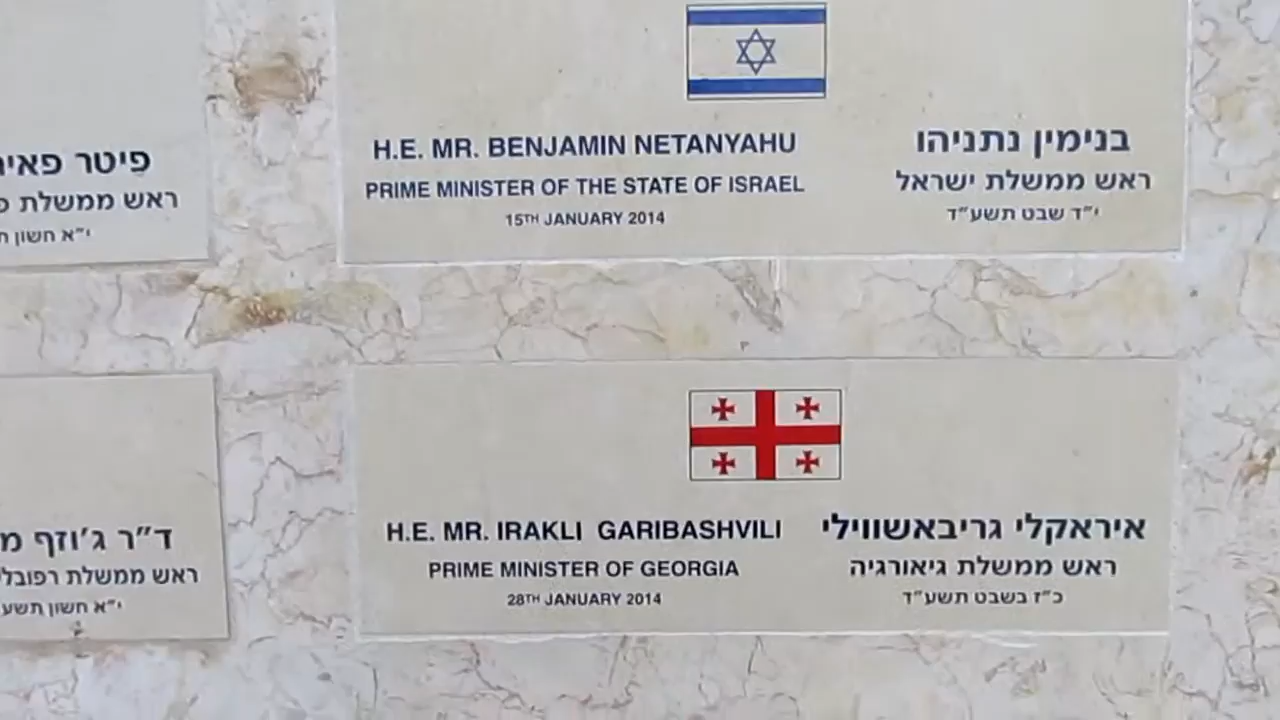 H.E. MR. BENJAMIN NETANYAHU
PRIME MINISTER OF THE STATE OF ISRAEL
15TH JANUARY 2014
בנימין נתניהו
ראש ממשלת ישראל
י״ד שבט תשע״ד
פיטר
ראש ממשלת
י״א חשון
H.E. MR. IRAKLI GARIBASHVILI
PRIME MINISTER OF GEORGIA
28TH JANUARY 2014
איראקלי גריבאשווילי
ראש ממשלת גיאורגיה
כ״ז בשבט תשע״ד
ד״ר ג׳וזף
ראש ממשלת
י״א חשון